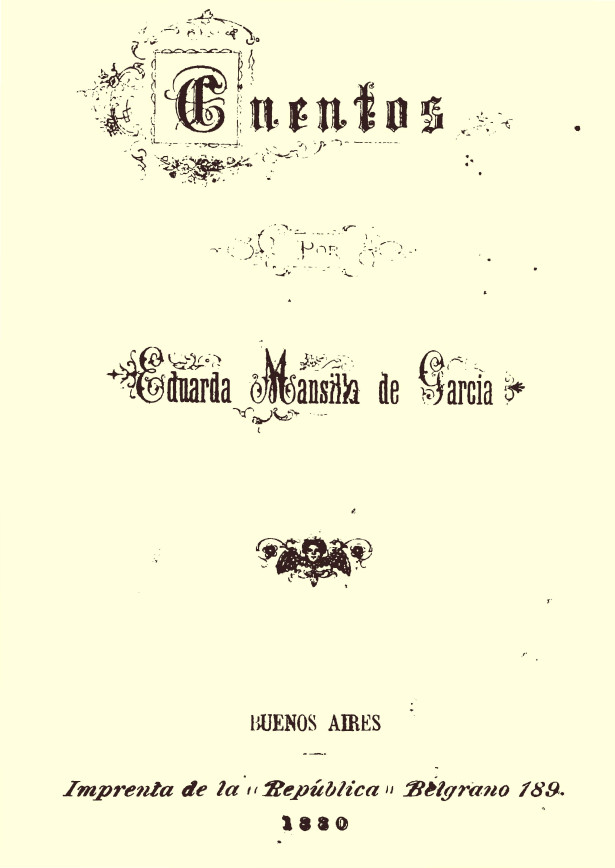 Cuentos
POR
Eduarda Mansilla de Garcia
BUENOS AIRES
Imprenta de la "República" Belgrano 189.
1880